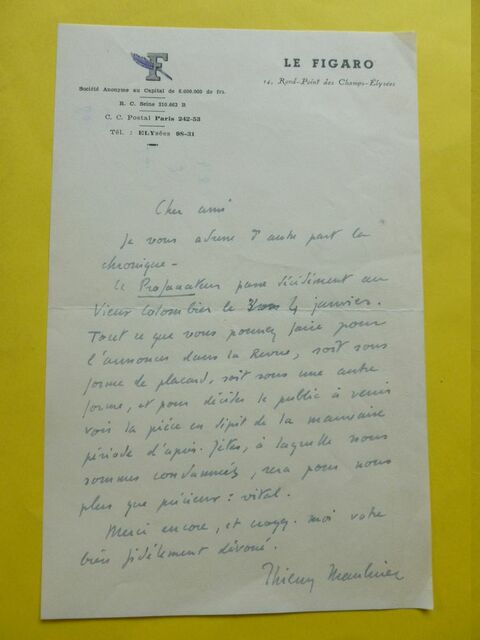 F
Société Anonyme au Capital de 6.000.000 de frs.
R. C. Seine 210.662 B
C. C. Postal Paris 242-53
Tél. : ELYsées 98-31
LE FIGARO
14, Rond-Point des Champs-Élysées
Cher ami
Je vous adresse d'autre part la
chronique -
Le Profanateur passe décidément au
Vieux Colombier le 4 janvier.
Tout ce que vous pourrez faire pour
l'annoncer dans la Revue, soit sous
forme de placard, soit sous une autre
forme, et pour décider le public à venir
voir la pièce en dépit de la mauvaise
période d'après-fêtes, à laquelle nous
sommes condamnés, sera pour nous
plus que précieux : vital.
Merci encore, et croyez-moi votre
bien fidèlement dévoué.
Thierry Maulnier